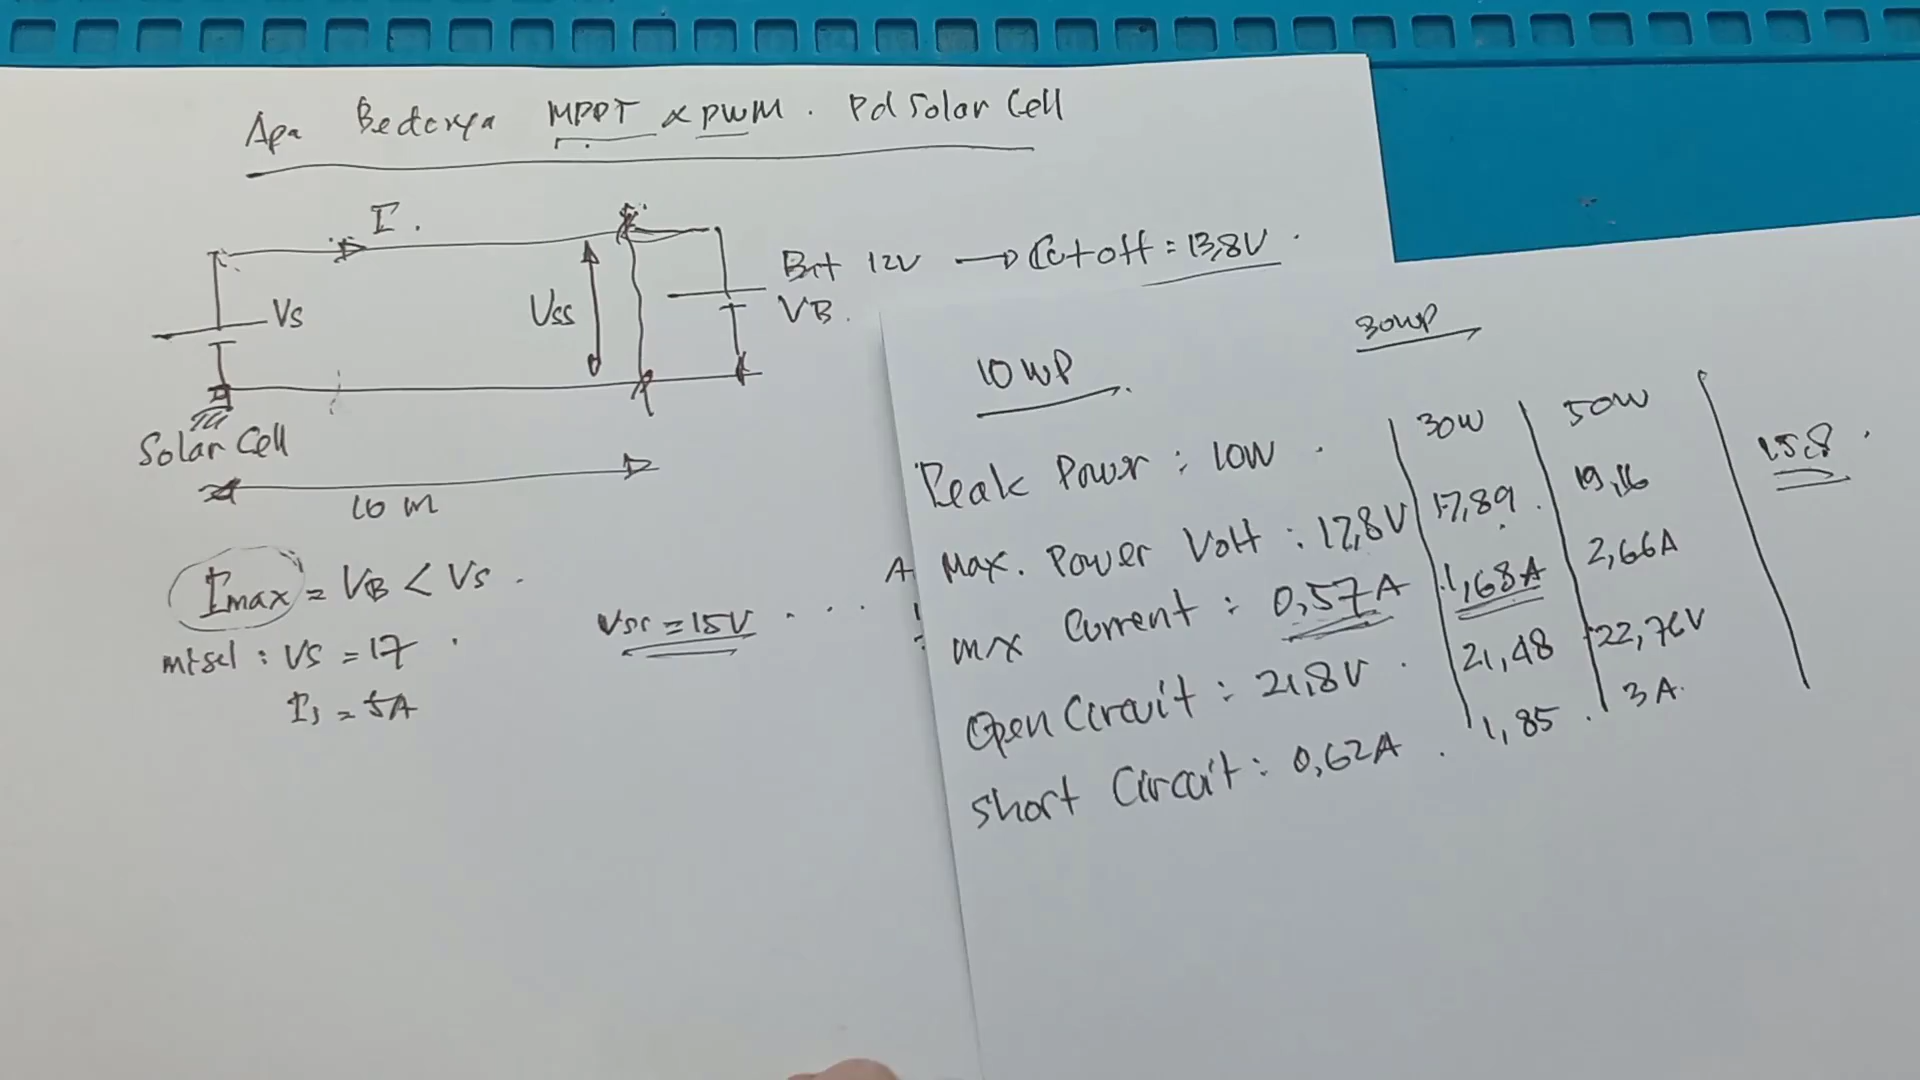 Apa Bedanya MPPT & PWM. Pd Solar Cell
I.
Vs
Vss
Bat 12V → Cutoff = 13,8V.
VB.
Solar Cell
10 m
Imax = VB < Vs.
misal : Vs = 17
Is = 5A
Vsc = 15V ...
A
10 WP
30WP
Peak Power : 10W . 30W 50W
Max. Power Volt : 17,8V 17,89 . 19,16 15,8 .
mx Current : 0,57A 1,68A 2,66A
Open Circuit : 21,8V . 21,48 22,76V
Short Circuit : 0,62A . 1,85 . 3A.